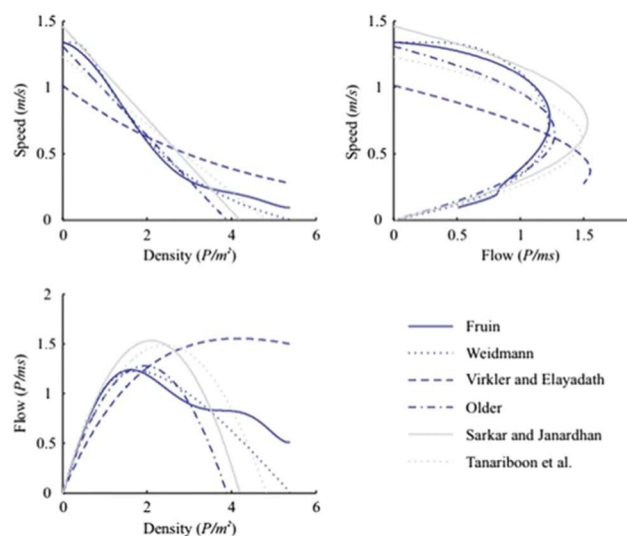 1.5
1
0.5
0
Speed (m/s)
0
2
4
6
Density (P/m²)
1.5
1
0.5
0
Speed (m/s)
0
0.5
1
1.5
Flow (P/ms)
2
1.5
1
0.5
0
Flow (P/ms)
0
2
4
6
Density (P/m²)
Fruin
Weidmann
Virkler and Elayadath
Older
Sarkar and Janardhan
Tanariboon et al.